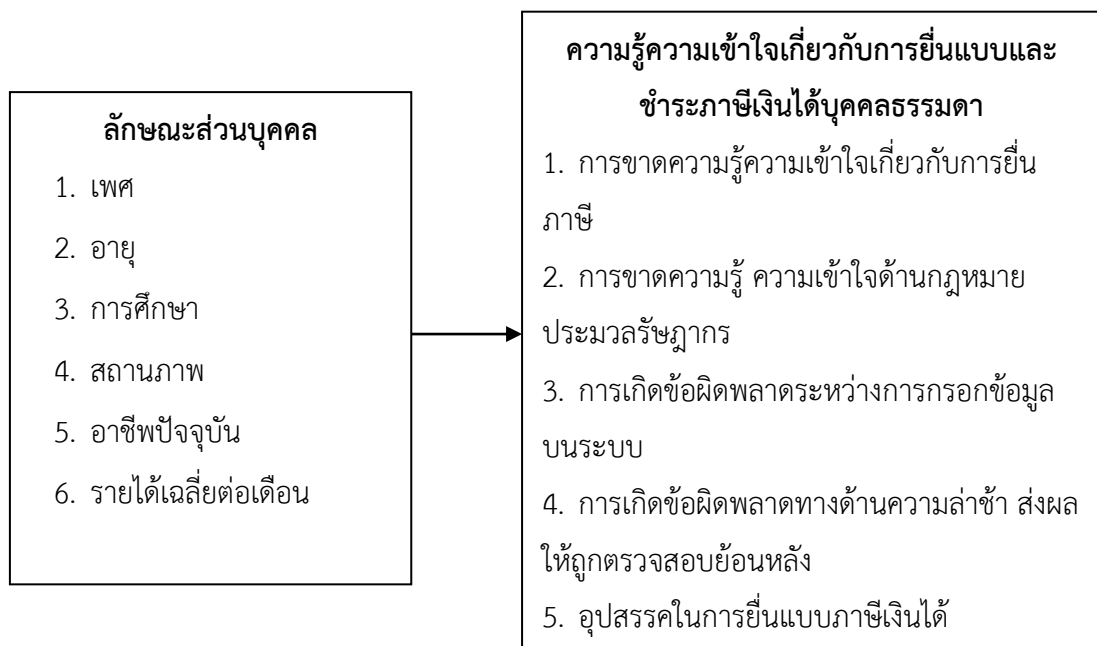 ลักษณะส่วนบุคคล
1. เพศ
2. อายุ
3. การศึกษา
4. สถานภาพ
5. อาชีพปัจจุบัน
6. รายได้เฉลี่ยต่อเดือน
ความรู้ความเข้าใจเกี่ยวกับการยื่นแบบและ
ชำระภาษีเงินได้บุคคลธรรมดา
1. การขาดความรู้ความเข้าใจเกี่ยวกับการยื่น
ภาษี
2. การขาดความรู้ ความเข้าใจด้านกฎหมาย
ประมวลรัษฎากร
3. การเกิดข้อผิดพลาดระหว่างการกรอกข้อมูล
บนระบบ
4. การเกิดข้อผิดพลาดทางด้านความล่าช้า ส่งผล
ให้ถูกตรวจสอบย้อนหลัง
5. อุปสรรคในการยื่นแบบภาษีเงินได้